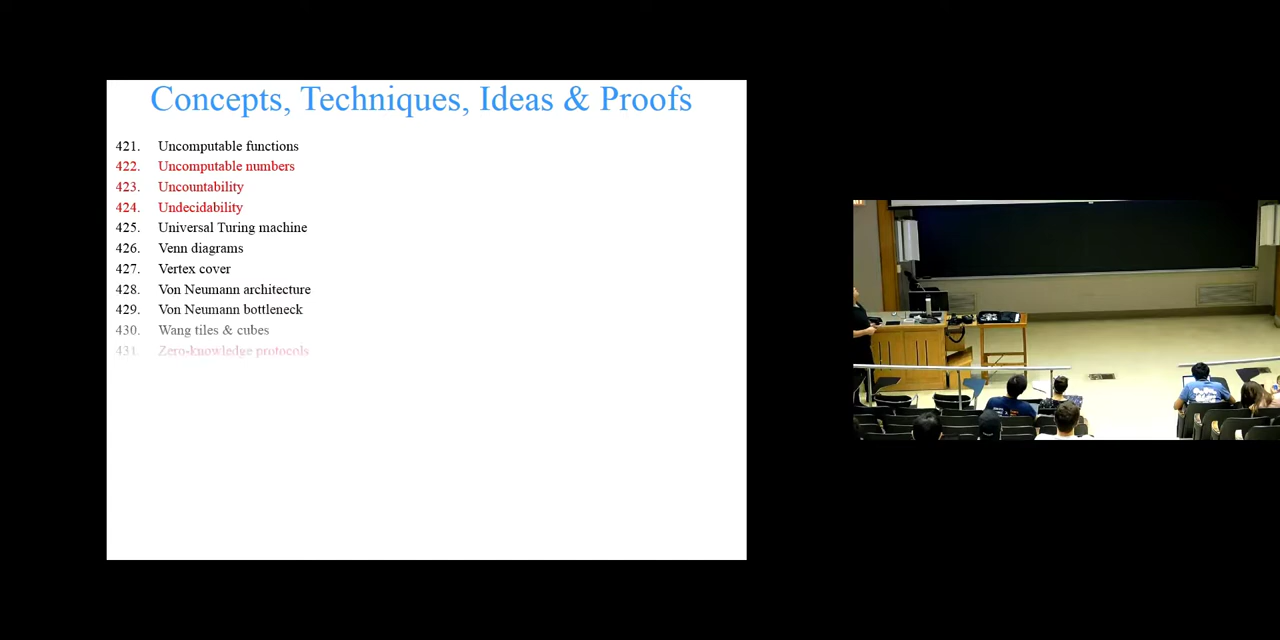 Concepts, Techniques, Ideas & Proofs
421. Uncomputable functions
422. Uncomputable numbers
423. Uncountability
424. Undecidability
425. Universal Turing machine
426. Venn diagrams
427. Vertex cover
428. Von Neumann architecture
429. Von Neumann bottleneck
430. Wang tiles & cubes
431. Zero-knowledge protocols